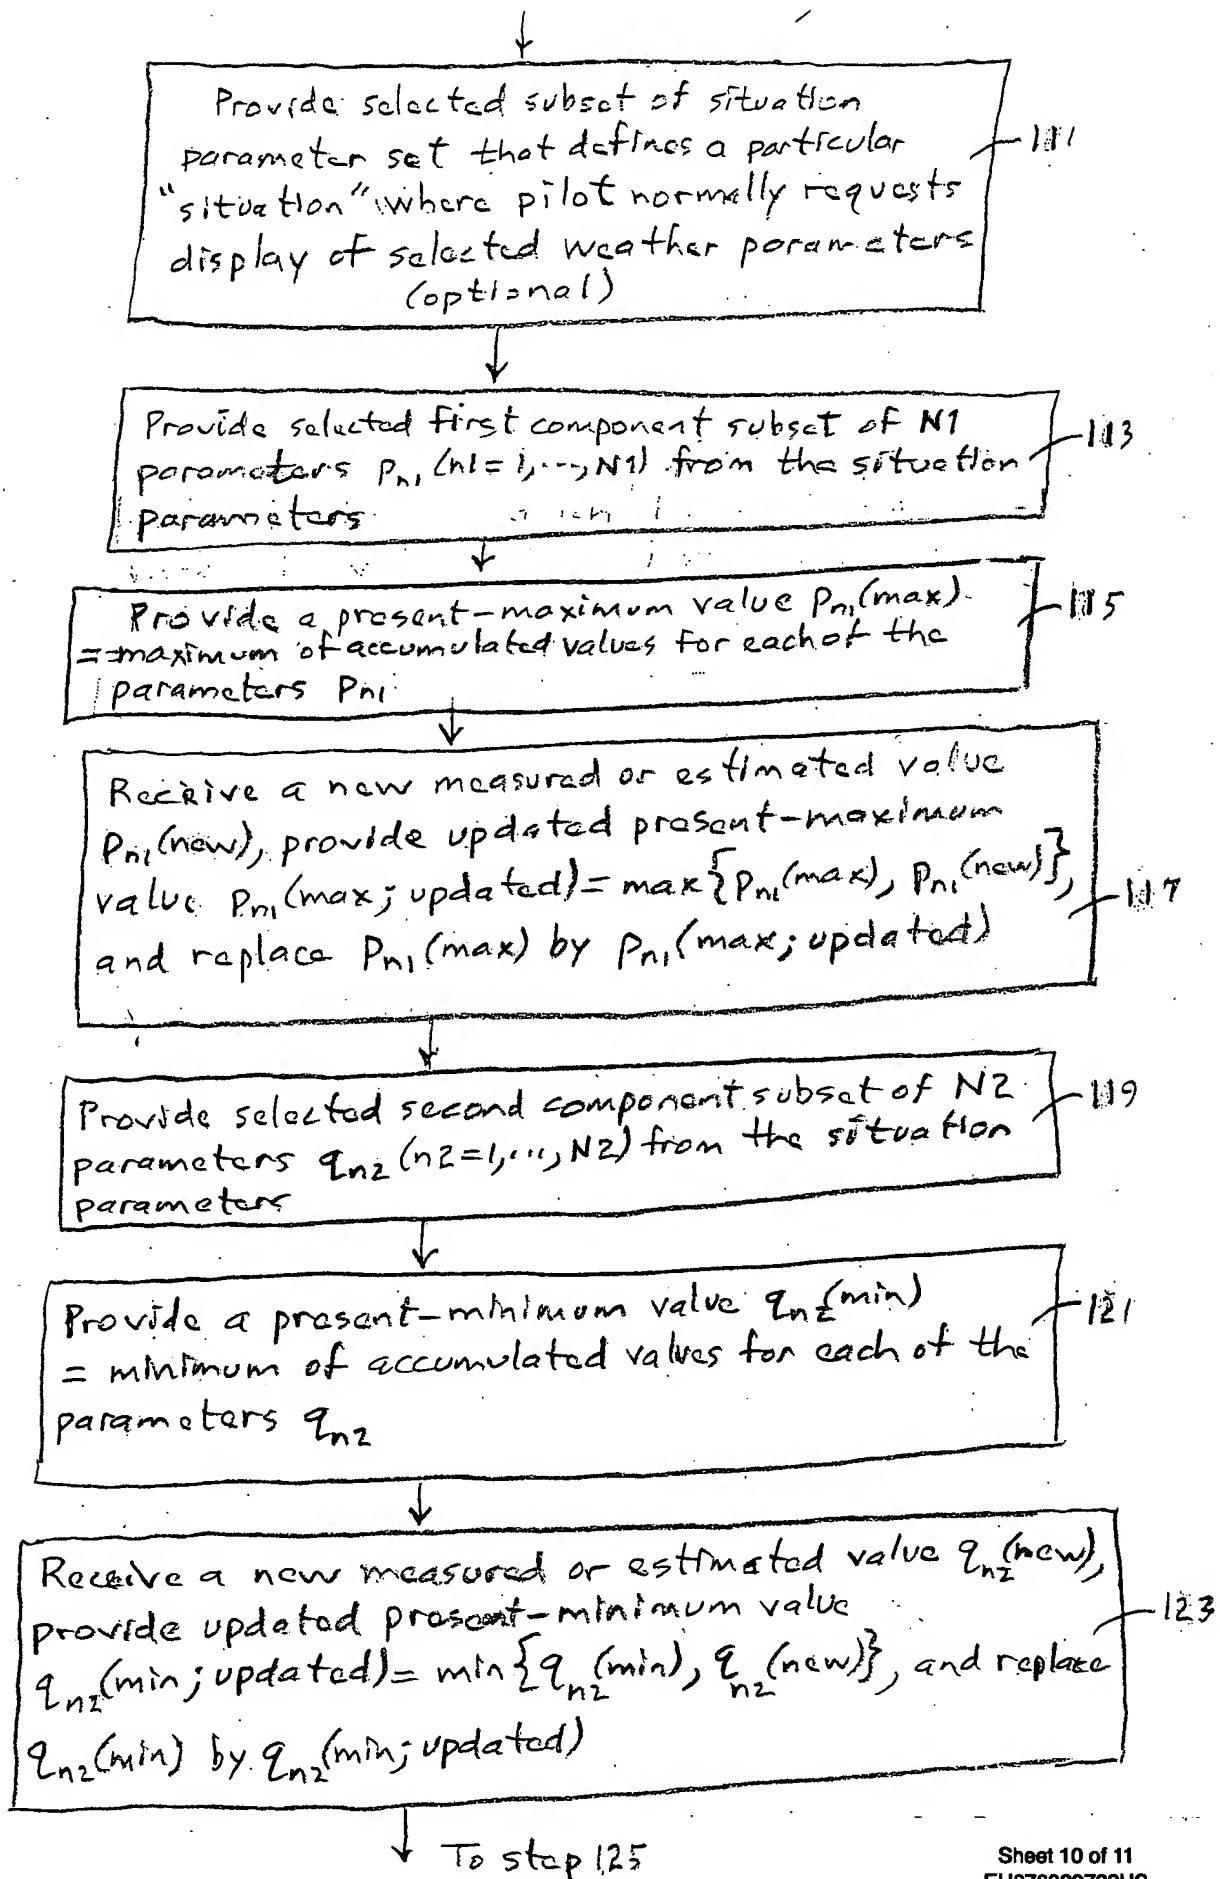 Provide selected subset of situation
parameter set that defines a particular
"situation" where pilot normally requests
display of selected weather parameters
(optional)
111
Provide selected first component subset of N1
parameters pn1 (n1=1,...,N1) from the situation
parameters
113
Provide a present-maximum value pn1(max)
= maximum of accumulated values for each of the
parameters pn1
115
Receive a new measured or estimated value
pn1(new), provide updated present-maximum
value pn1(max; updated) = max{pn1(max), pn1(new)},
and replace pn1(max) by pn1(max; updated)
117
Provide selected second component subset of N2
parameters qn2 (n2=1,...,N2) from the situation
parameters
119
Provide a present-minimum value qn2(min)
= minimum of accumulated values for each of the
parameters qn2
121
Receive a new measured or estimated value qn2(new),
provide updated present-minimum value
qn2(min; updated) = min{qn2(min), qn2(new)}, and replace
qn2(min) by qn2(min; updated)
123
To step 125
Sheet 10 of 11